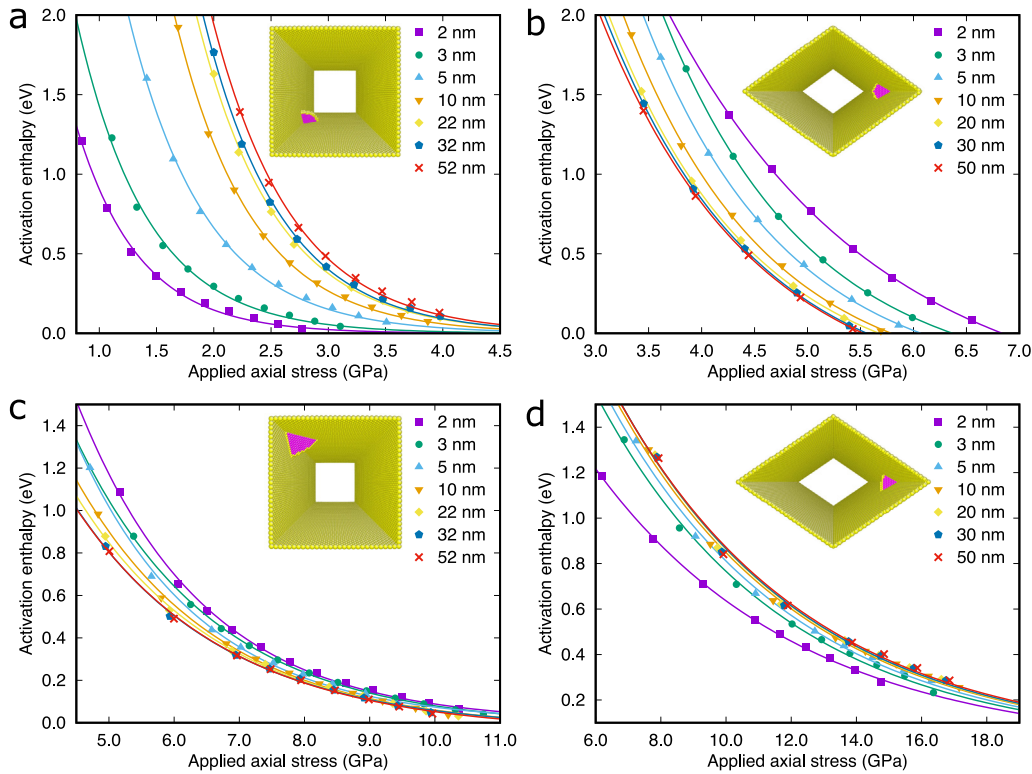 a
Activation enthalpy (eV)
2.0
1.5
1.0
0.5
0.0
1.0 1.5 2.0 2.5 3.0 3.5 4.0 4.5
Applied axial stress (GPa)
2 nm
3 nm
5 nm
10 nm
22 nm
32 nm
52 nm
b
Activation enthalpy (eV)
2.0
1.5
1.0
0.5
0.0
3.0 3.5 4.0 4.5 5.0 5.5 6.0 6.5 7.0
Applied axial stress (GPa)
2 nm
3 nm
5 nm
10 nm
20 nm
30 nm
50 nm
c
Activation enthalpy (eV)
1.4
1.2
1.0
0.8
0.6
0.4
0.2
0.0
5.0 6.0 7.0 8.0 9.0 10.0 11.0
Applied axial stress (GPa)
2 nm
3 nm
5 nm
10 nm
22 nm
32 nm
52 nm
d
Activation enthalpy (eV)
1.4
1.2
1.0
0.8
0.6
0.4
0.2
6.0 8.0 10.0 12.0 14.0 16.0 18.0
Applied axial stress (GPa)
2 nm
3 nm
5 nm
10 nm
20 nm
30 nm
50 nm